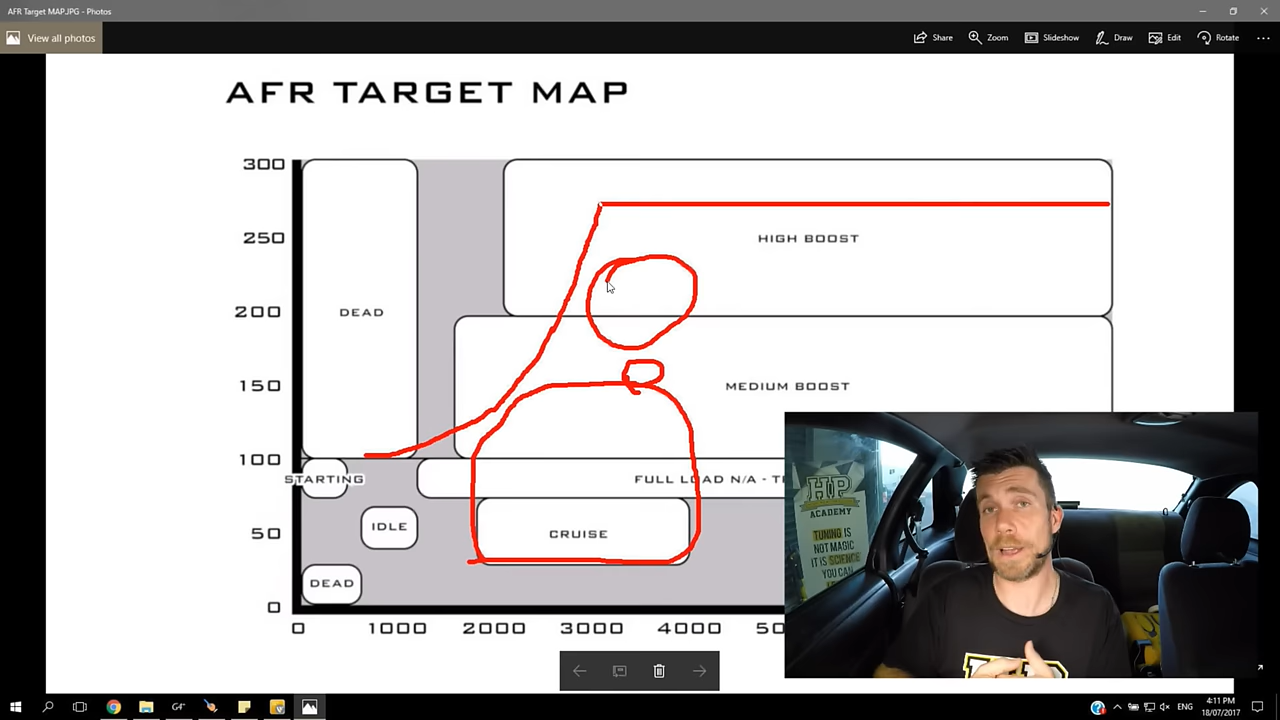 AFR Target MAP.JPG - Photos
View all photos
Share
Zoom
Slideshow
Draw
Edit
Rotate
AFR TARGET MAP
300
250
200
150
100
50
0
DEAD
HIGH BOOST
MEDIUM BOOST
STARTING
FULL LOAD N/A - T
IDLE
CRUISE
DEAD
0 1000 2000 3000 4000 5
HP
ACADEMY
TUNING IS
NOT MAGIC
IT IS SCIENCE
YOU CAN
ENG
4:11 PM
18/07/2017